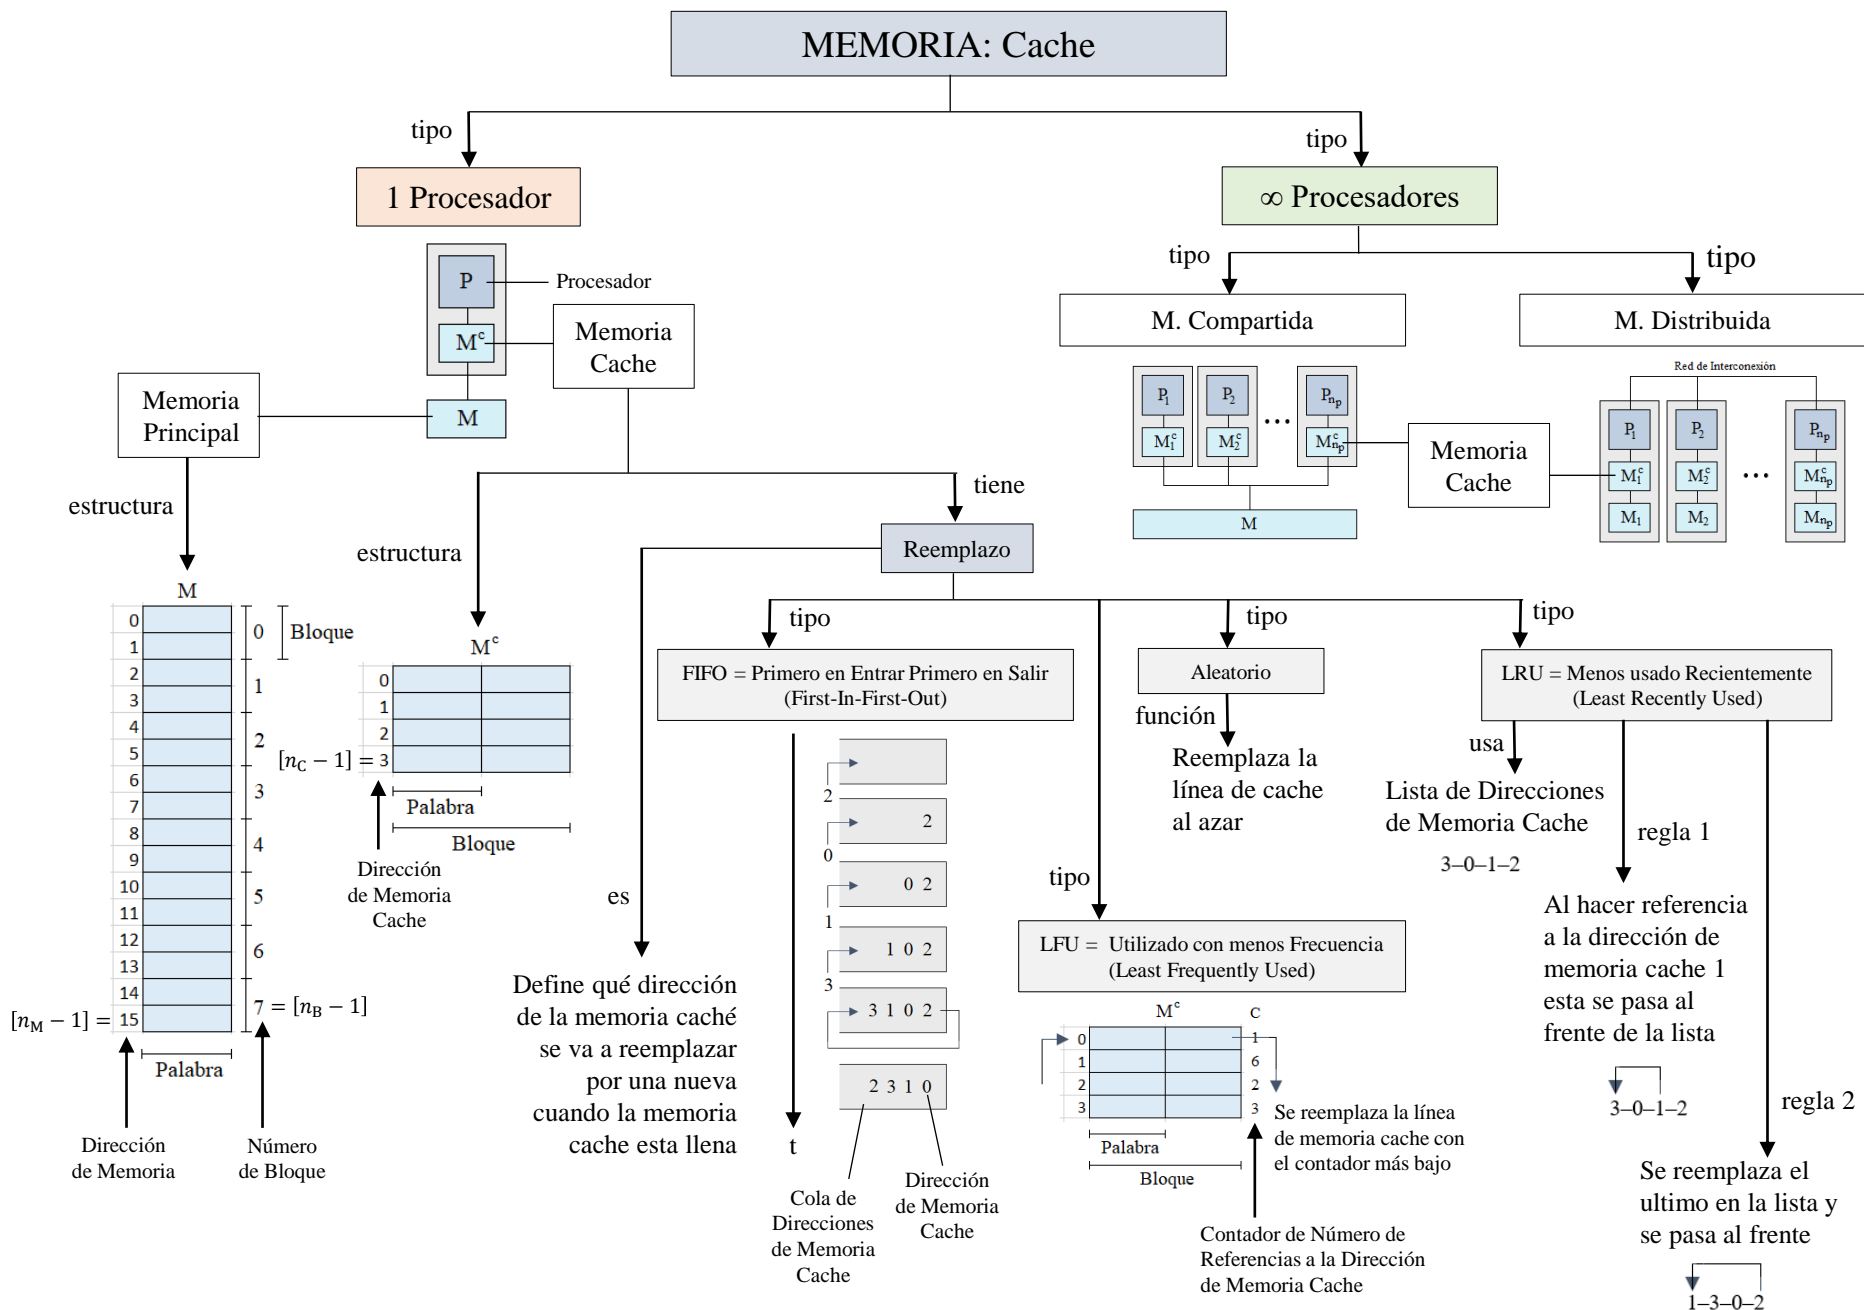 MEMORIA: Cache
tipo
tipo
1 Procesador
∞ Procesadores
tipo
tipo
P
Procesador
M. Compartida
M. Distribuida
Mᶜ
Memoria
Cache
Red de Interconexión
P₁ P₂ P_{n_p}
M₁ᶜ M₂ᶜ ... M_{n_p}ᶜ
M
P₁ P₂ P_{n_p}
M₁ᶜ M₂ᶜ ... M_{n_p}ᶜ
M₁ M₂ M_{n_p}
Memoria
Cache
Memoria
Principal
M
estructura
estructura
tiene
Reemplazo
M
0
1
2
3
4
5
6
7
8
9
10
11
12
13
14
[n_M − 1] = 15
0
1
2
3
4
5
6
7 = [n_B − 1]
Bloque
Palabra
Dirección
de Memoria
Número
de Bloque
Mᶜ
0
1
2
[n_C − 1] = 3
Palabra
Bloque
Dirección
de Memoria
Cache
es
Define qué dirección
de la memoria caché
se va a reemplazar
por una nueva
cuando la memoria
cache esta llena
tipo
FIFO = Primero en Entrar Primero en Salir
(First-In-First-Out)
2
2
0
0 2
1
1 0 2
3
3 1 0 2
2 3 1 0
t
Cola de
Direcciones
de Memoria
Cache
Dirección
de Memoria
Cache
tipo
LFU = Utilizado con menos Frecuencia
(Least Frequently Used)
Mᶜ C
0 1
1 6
2 2
3 3
Palabra
Bloque
Se reemplaza la línea
de memoria cache con
el contador más bajo
Contador de Número de
Referencias a la Dirección
de Memoria Cache
tipo
Aleatorio
función
Reemplaza la
línea de cache
al azar
tipo
LRU = Menos usado Recientemente
(Least Recently Used)
usa
Lista de Direcciones
de Memoria Cache
3–0–1–2
regla 1
Al hacer referencia
a la dirección de
memoria cache 1
esta se pasa al
frente de la lista
3–0–1–2
regla 2
Se reemplaza el
ultimo en la lista y
se pasa al frente
1–3–0–2